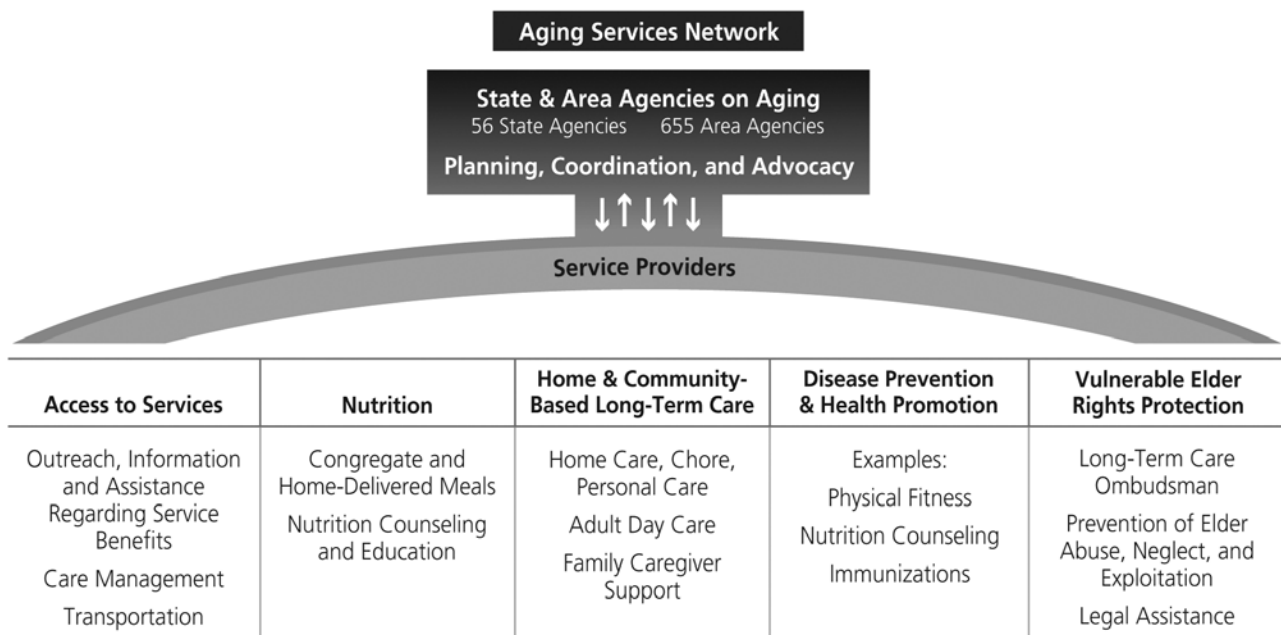 Aging Services Network
State & Area Agencies on Aging
56 State Agencies 655 Area Agencies
Planning, Coordination, and Advocacy
↓↑↓↑↓
Service Providers
Access to Services
Outreach, Information
and Assistance
Regarding Service
Benefits
Care Management
Transportation
Nutrition
Congregate and
Home-Delivered Meals
Nutrition Counseling
and Education
Home & Community-
Based Long-Term Care
Home Care, Chore,
Personal Care
Adult Day Care
Family Caregiver
Support
Disease Prevention
& Health Promotion
Examples:
Physical Fitness
Nutrition Counseling
Immunizations
Vulnerable Elder
Rights Protection
Long-Term Care
Ombudsman
Prevention of Elder
Abuse, Neglect, and
Exploitation
Legal Assistance